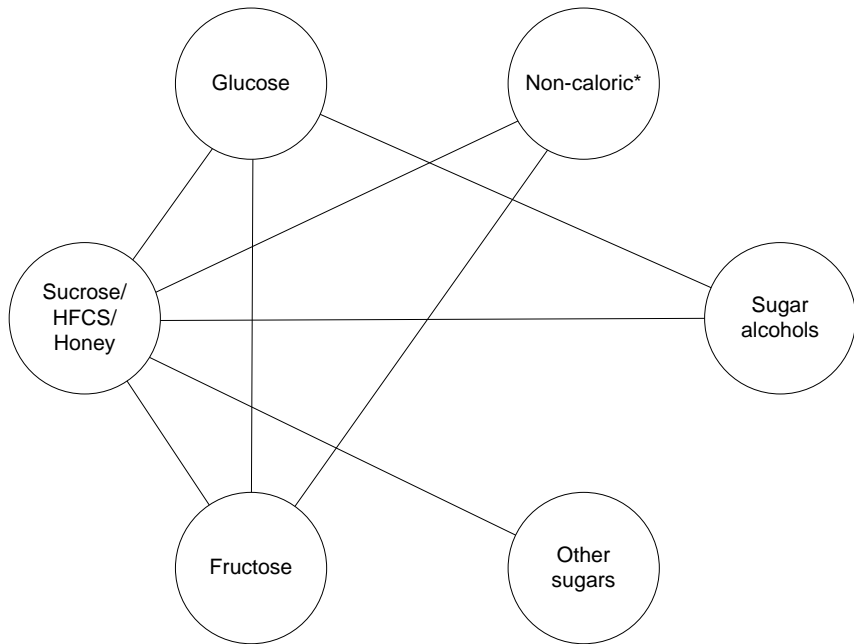 Glucose
Non-caloric*
Sucrose/
HFCS/
Honey
Sugar
alcohols
Fructose
Other
sugars